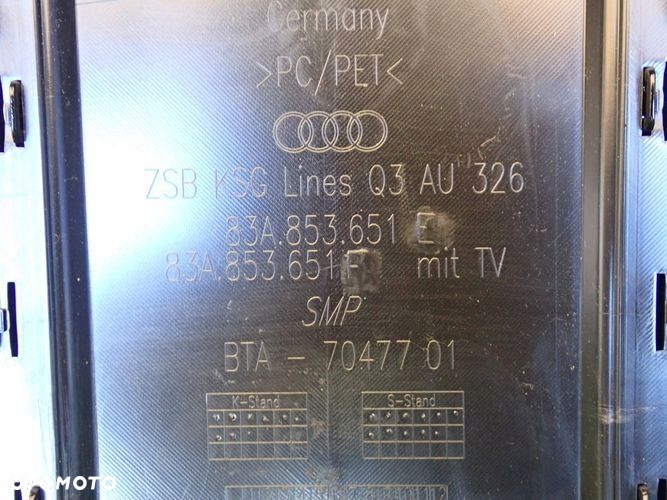 Germany
>PC/PET<
ZSB KSG Lines Q3 AU 326
83A.853.651 E
83A.853.651 F mit TV
SMP
BTA - 70477 01
K-Stand S-Stand
OTOMOTO